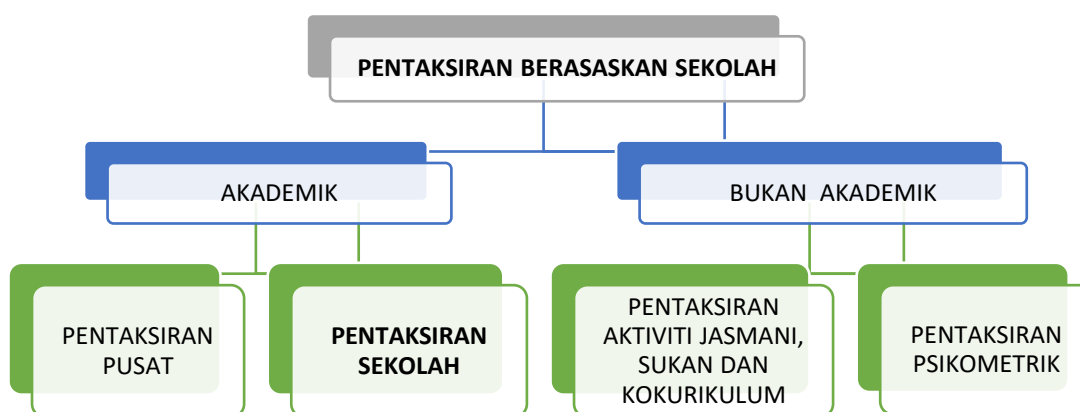 PENTAKSIRAN BERASASKAN SEKOLAH
AKADEMIK
BUKAN AKADEMIK
PENTAKSIRAN
PUSAT
PENTAKSIRAN
SEKOLAH
PENTAKSIRAN
AKTIVITI JASMANI,
SUKAN DAN
KOKURIKULUM
PENTAKSIRAN
PSIKOMETRIK